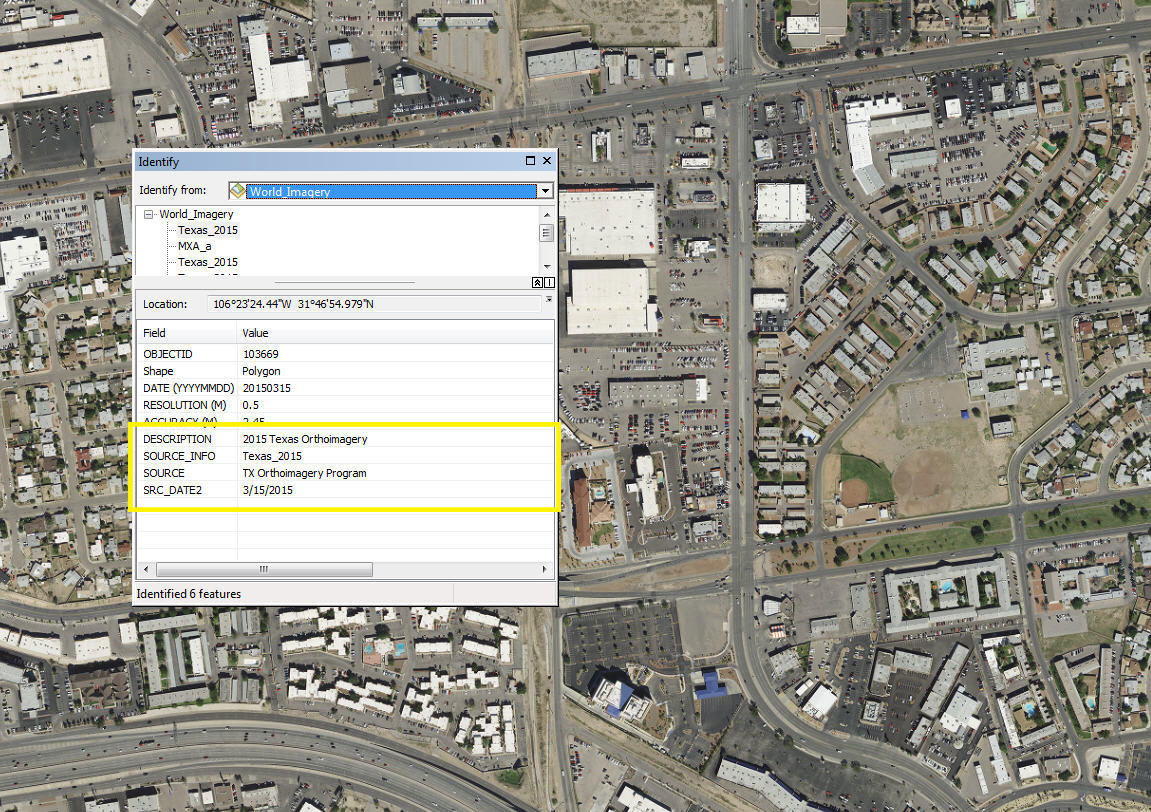 Identify
Identify from: World_Imagery
World_Imagery
Texas_2015
MXA_a
Texas_2015
Location: 106°23'24.44"W 31°46'54.979"N
Field Value
OBJECTID 103669
Shape Polygon
DATE (YYYYMMDD) 20150315
RESOLUTION (M) 0.5
ACCURACY (M) 2.45
DESCRIPTION 2015 Texas Orthoimagery
SOURCE_INFO Texas_2015
SOURCE TX Orthoimagery Program
SRC_DATE2 3/15/2015
Identified 6 features